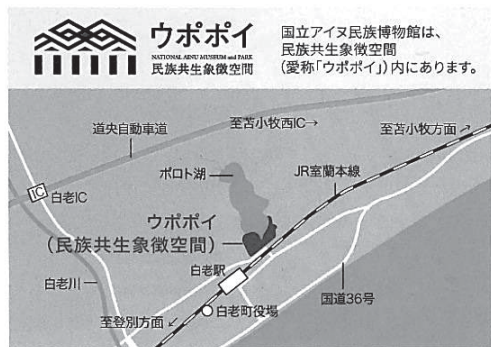 ウポポイ
NATIONAL AINU MUSEUM and PARK
民族共生象徴空間
国立アイヌ民族博物館は、
民族共生象徴空間
(愛称「ウポポイ」)内にあります。
道央自動車道
至苫小牧西IC→
至苫小牧方面↗
ポロト湖
JR室蘭本線
IC
白老IC
ウポポイ
(民族共生象徴空間)
白老駅
白老川
国道36号
白老町役場
至登別方面↙